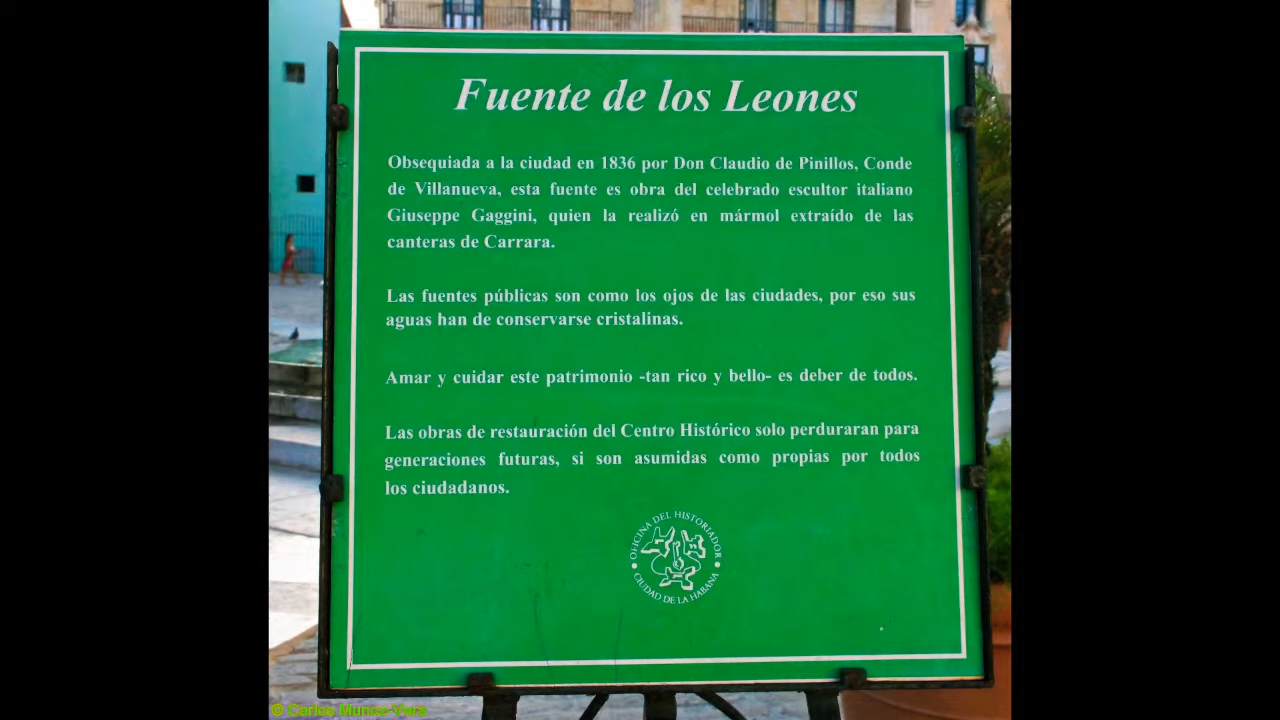 Fuente de los Leones
Obsequiada a la ciudad en 1836 por Don Claudio de Pinillos, Conde
de Villanueva, esta fuente es obra del celebrado escultor italiano
Giuseppe Gaggini, quien la realizó en mármol extraído de las
canteras de Carrara.
Las fuentes públicas son como los ojos de las ciudades, por eso sus
aguas han de conservarse cristalinas.
Amar y cuidar este patrimonio -tan rico y bello- es deber de todos.
Las obras de restauración del Centro Histórico solo perduraran para
generaciones futuras, si son asumidas como propias por todos
los ciudadanos.
OFICINA DEL HISTORIADOR
CIUDAD DE LA HABANA
© Carlos Munoz-Vera